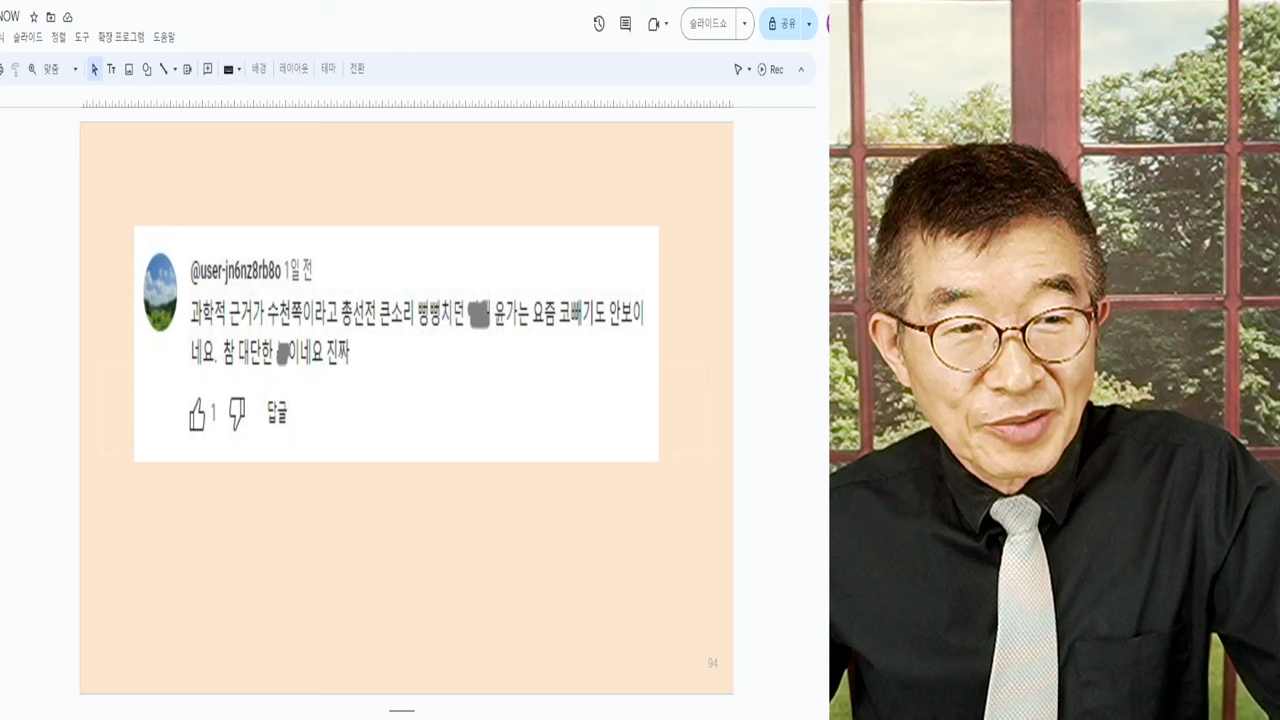 NOW
슬라이드 정렬 도구 확장 프로그램 도움말
슬라이드쇼
공유
맞춤
Tr
배경
레이아웃
테마
전환
Rec
@user-jn6nz8rb8o 1일 전
과학적 근거가 수천쪽이라고 총선전 큰소리 뻥뻥치던 윤가는 요즘 코빼기도 안보이
네요. 참 대단한 이네요 진짜
1
답글
94